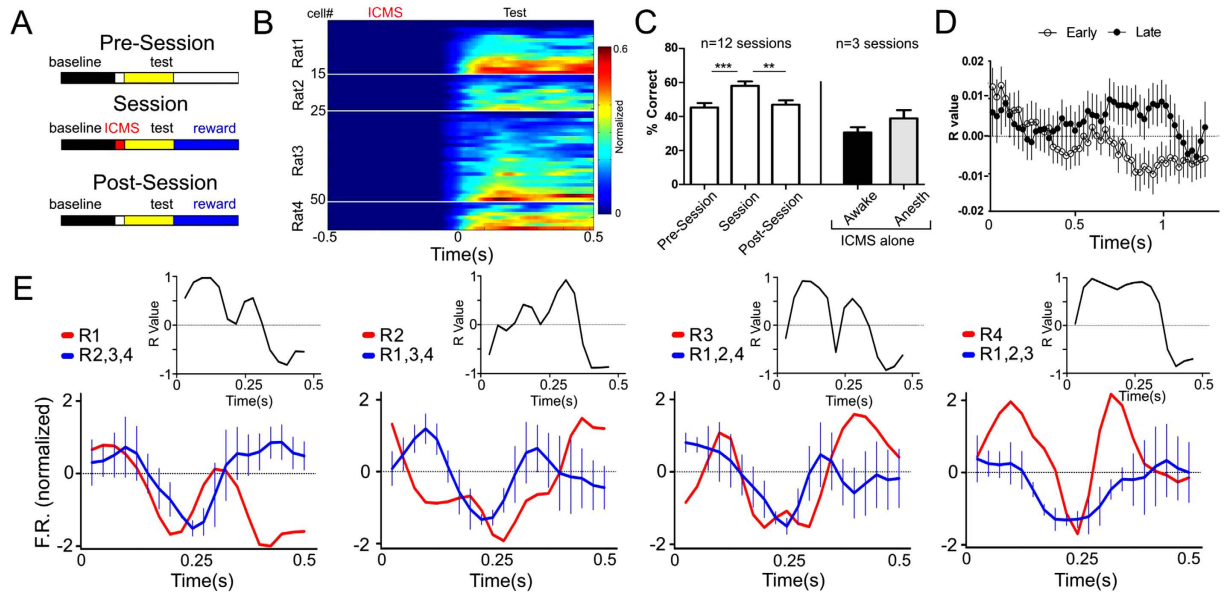 A
Pre-Session
baseline test
Session
baseline ICMS test reward
Post-Session
baseline test reward
B
cell# ICMS Test
Rat1
15
Rat2
25
Rat3
50
Rat4
-0.5 0 0.5
Time(s)
0.6
Normalized
0
C
n=12 sessions n=3 sessions
% Correct
80
60
40
20
0
*** **
Pre-Session
Session
Post-Session
Awake
Anesth
ICMS alone
D
Early Late
R value
0.02
0.01
0.00
-0.01
-0.02
0 0.5 1
Time(s)
E
R1
R2,3,4
R Value
1
0
-1
0 0.25 0.5
Time(s)
F.R. (normalized)
2
0
-2
0 0.25 0.5
Time(s)
R2
R1,3,4
R Value
1
0
-1
0 0.25 0.5
Time(s)
2
0
-2
0 0.25 0.5
Time(s)
R3
R1,2,4
R Value
1
0
-1
0 0.25 0.5
Time(s)
2
0
-2
0 0.25 0.5
Time(s)
R4
R1,2,3
R Value
1
0
-1
0 0.25 0.5
Time(s)
2
0
-2
0 0.25 0.5
Time(s)